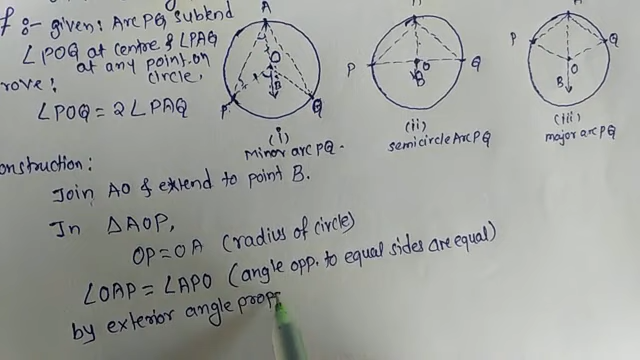 f :- given: Arc PQ subtend
∠POQ at centre & ∠PAQ
at any point on
circle.
rove:
∠POQ = 2∠PAQ
A
O
B
P
Q
(i)
Minor arc PQ.
P
O
B
Q
(ii)
semicircle Arc PQ
A
P
Q
O
B
(iii)
major arc PQ
onstruction:
Join AO & extend to point B.
In △AOP,
OP = OA (radius of circle)
∠OAP = ∠APO (angle opp. to equal sides are equal)
by exterior angle prop